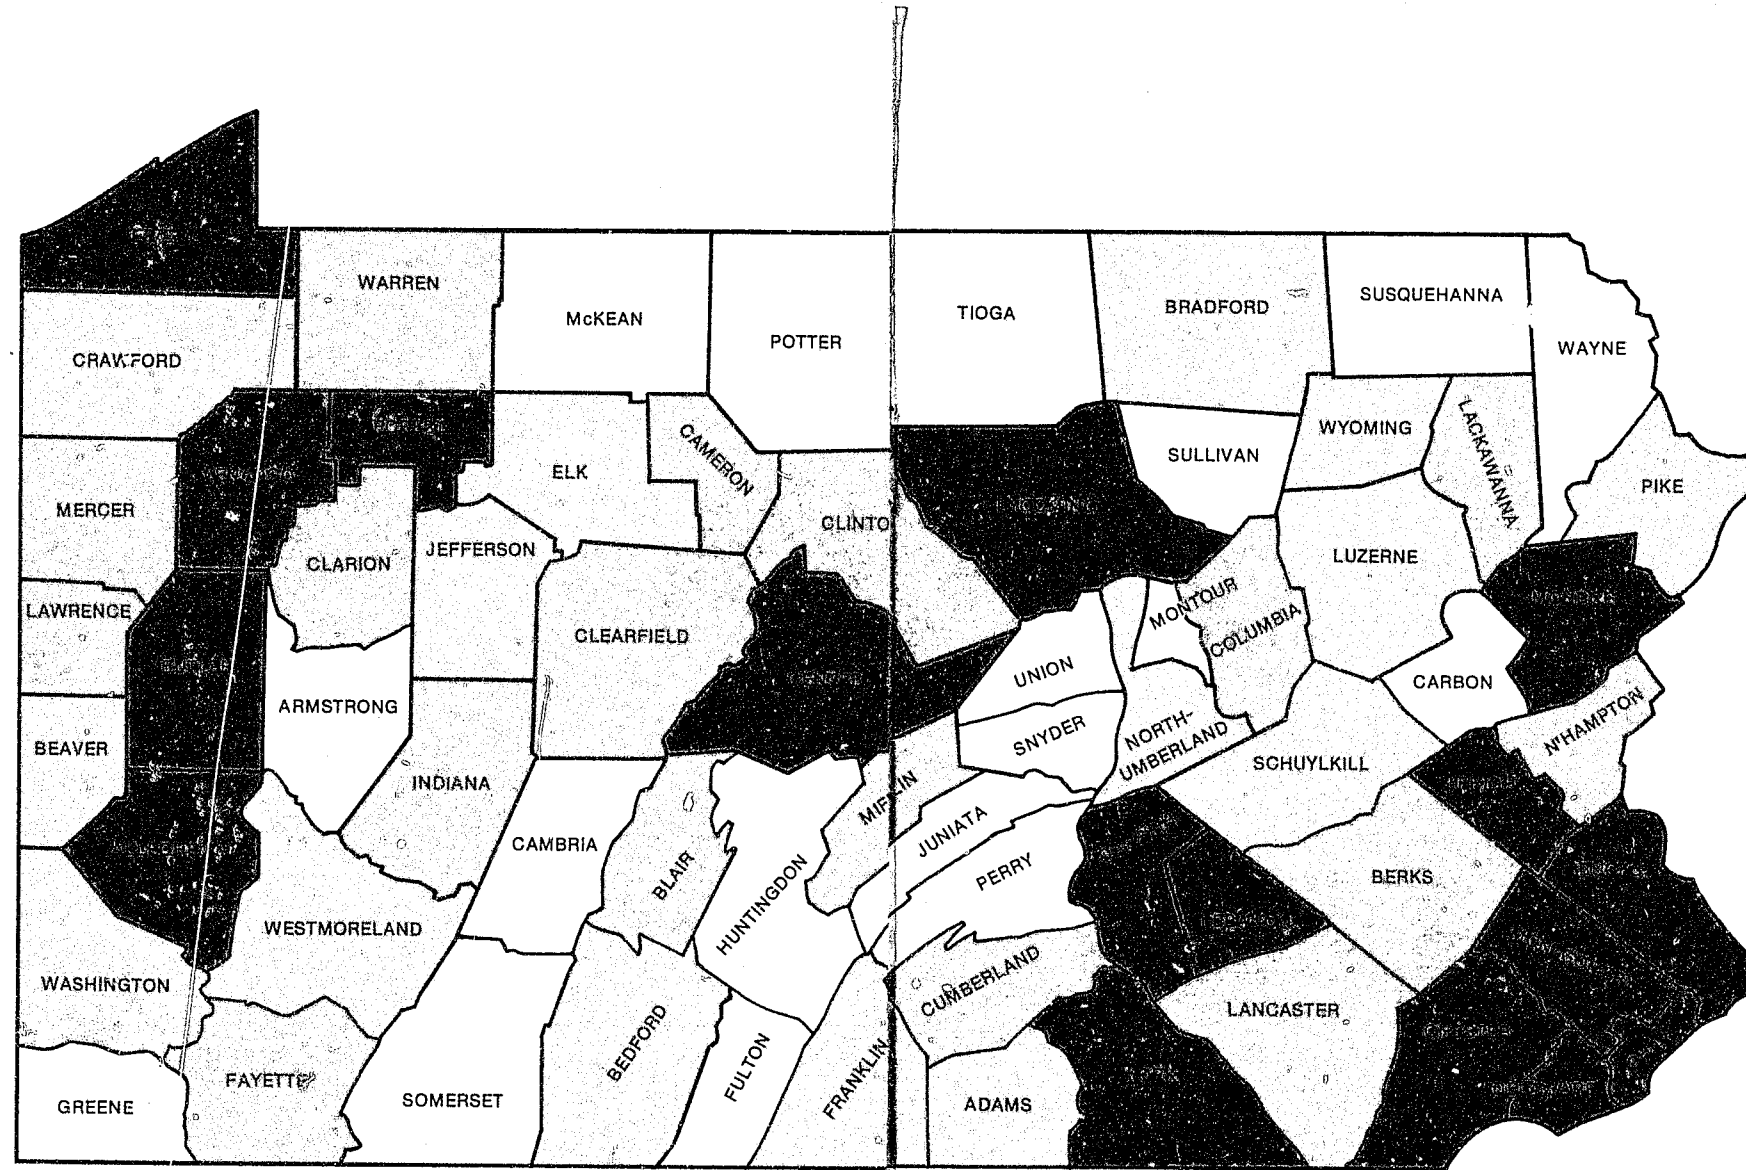 WARREN
McKEAN
POTTER
TIOGA
BRADFORD
SUSQUEHANNA
WAYNE
CRAWFORD
CAMERON
ELK
SULLIVAN
WYOMING
LACKAWANNA
PIKE
MERCER
CLINTO
CLARION
JEFFERSON
LUZERNE
LAWRENCE
CLEARFIELD
MONTOUR
COLUMBIA
UNION
CARBON
ARMSTRONG
BEAVER
SNYDER
NORTH-
UMBERLAND
SCHUYLKILL
N'HAMPTON
INDIANA
CAMBRIA
BLAIR
HUNTINGDON
MIFFLIN
JUNIATA
PERRY
BERKS
WESTMORELAND
WASHINGTON
CUMBERLAND
LANCASTER
FAYETTE
BEDFORD
FULTON
FRANKLIN
ADAMS
GREENE
SOMERSET